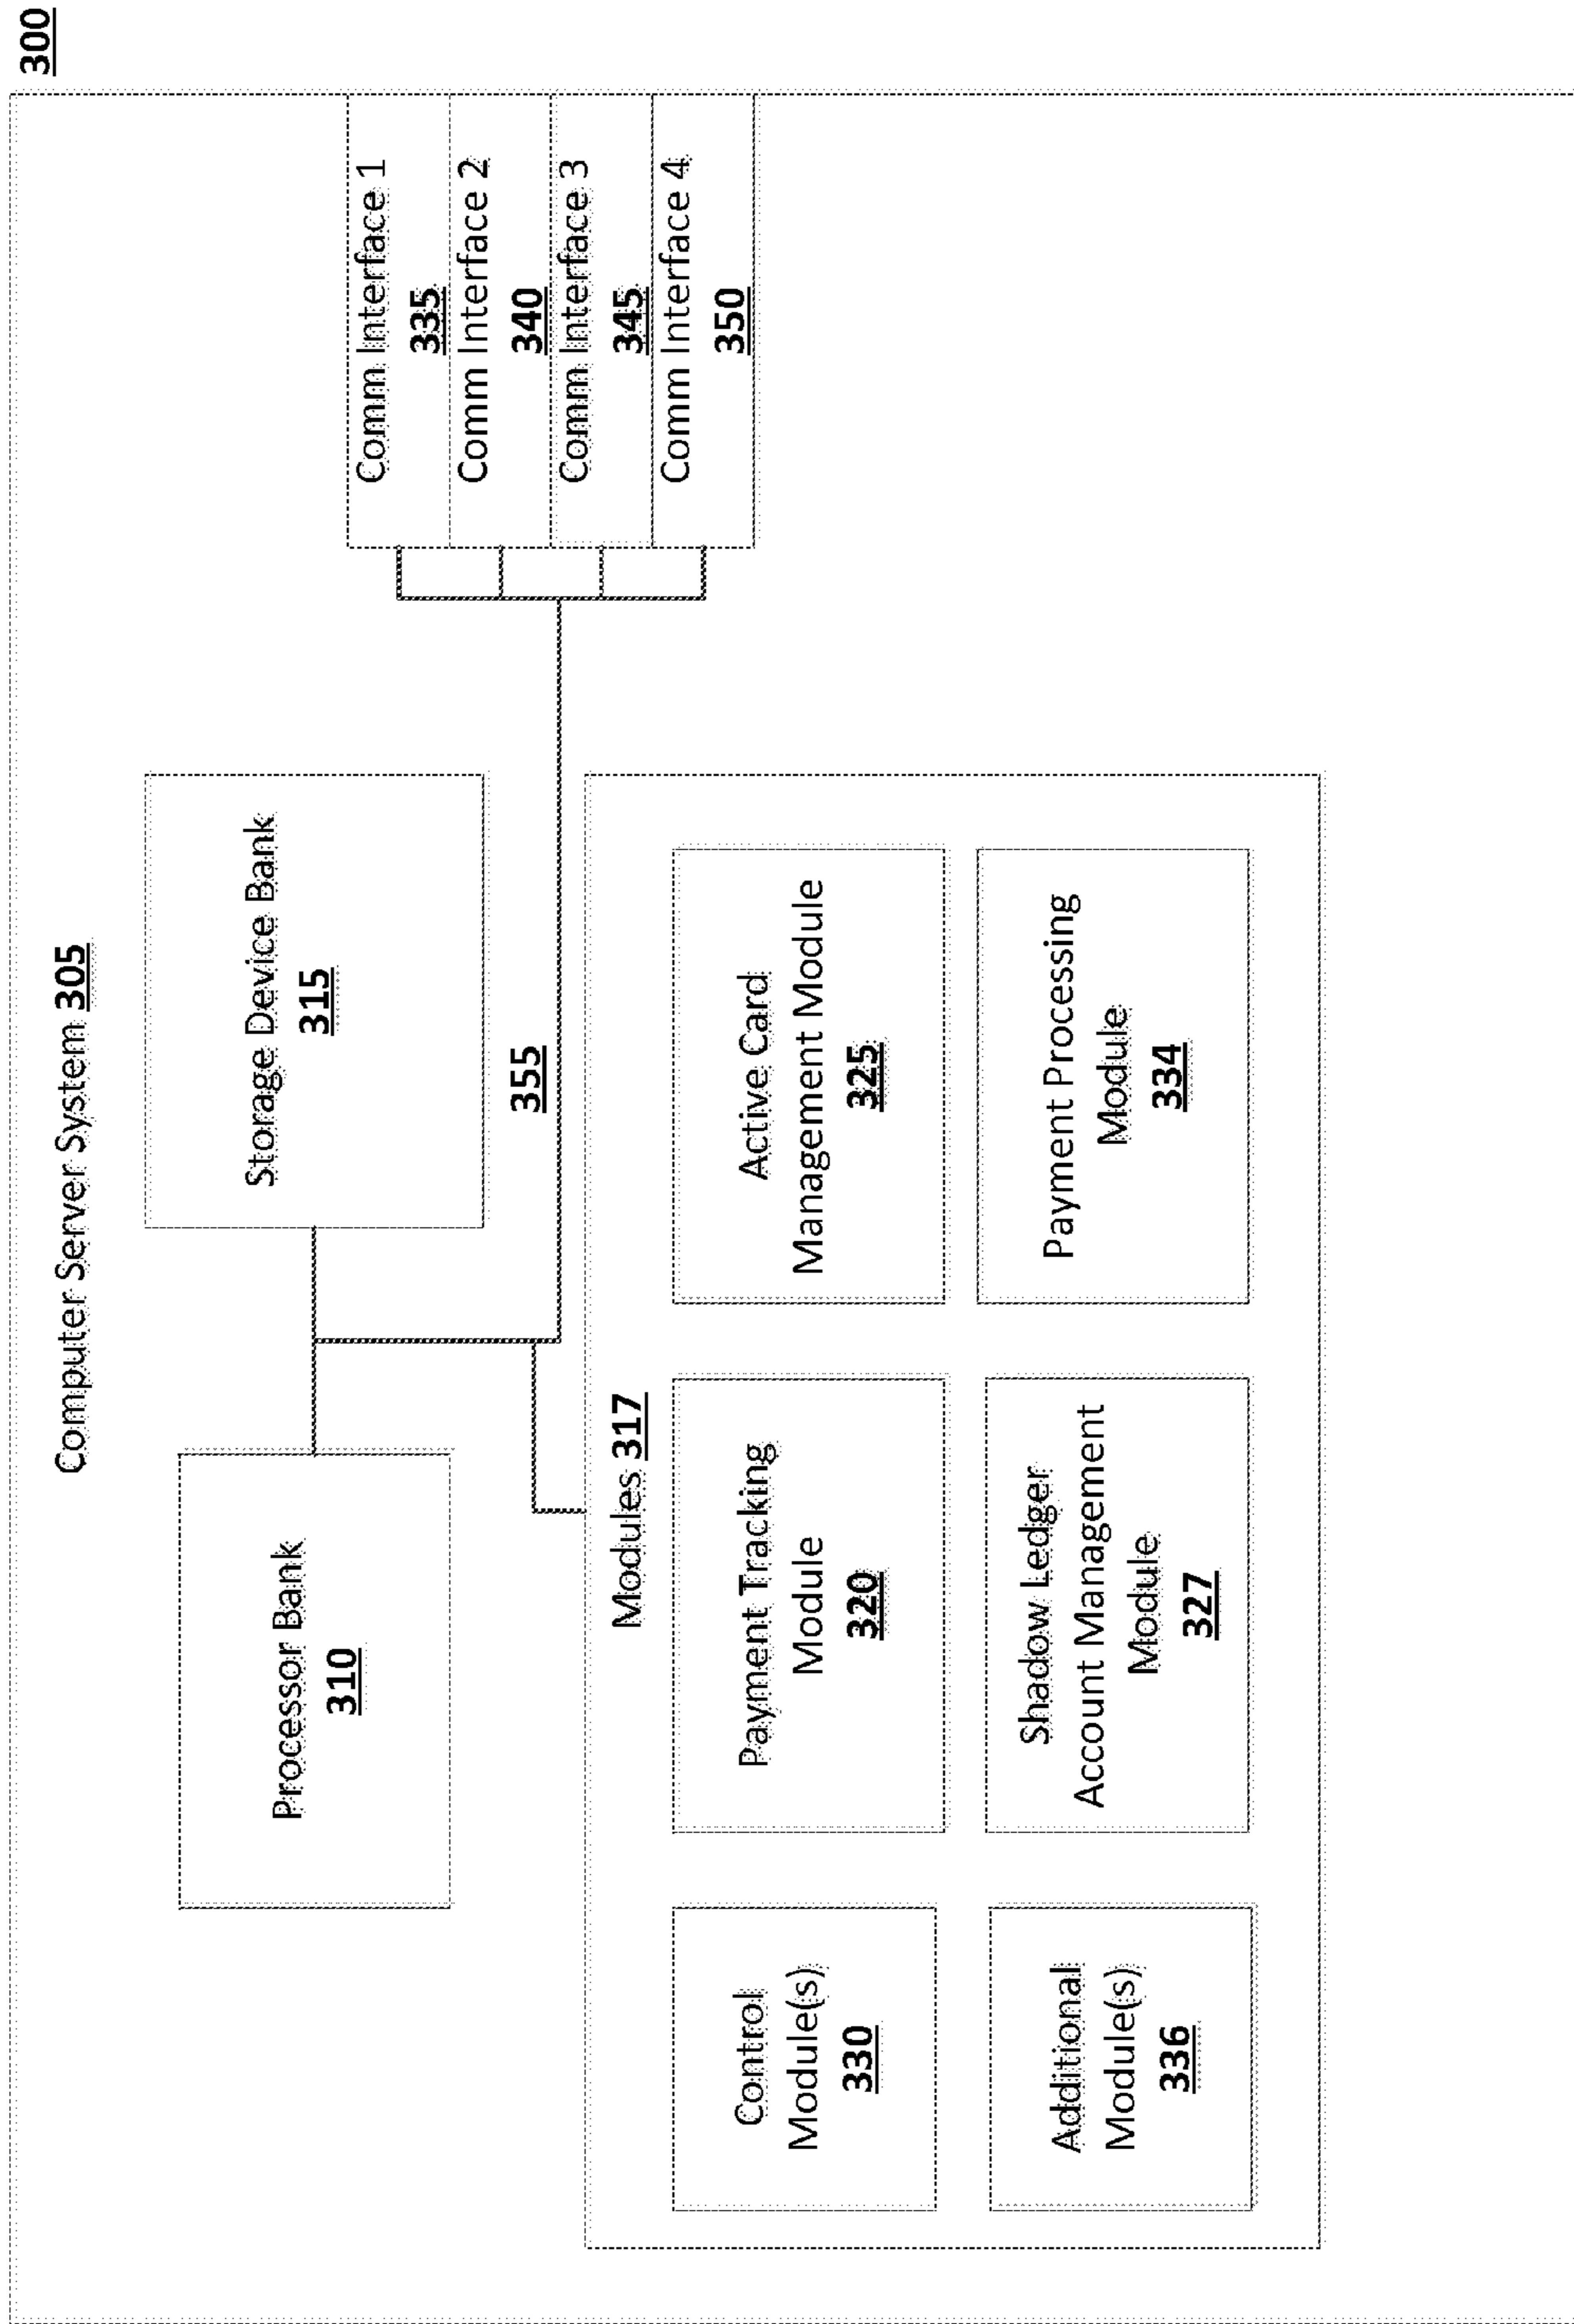 300
Computer Server System 305
Processor Bank
310
Storage Device Bank
315
355
Comm Interface 1
335
Comm Interface 2
340
Comm Interface 3
345
Comm Interface 4
350
Modules 317
Control
Module(s)
330
Payment Tracking
Module
320
Active Card
Management Module
325
Additional
Module(s)
336
Shadow Ledger
Account Management
Module
327
Payment Processing
Module
334